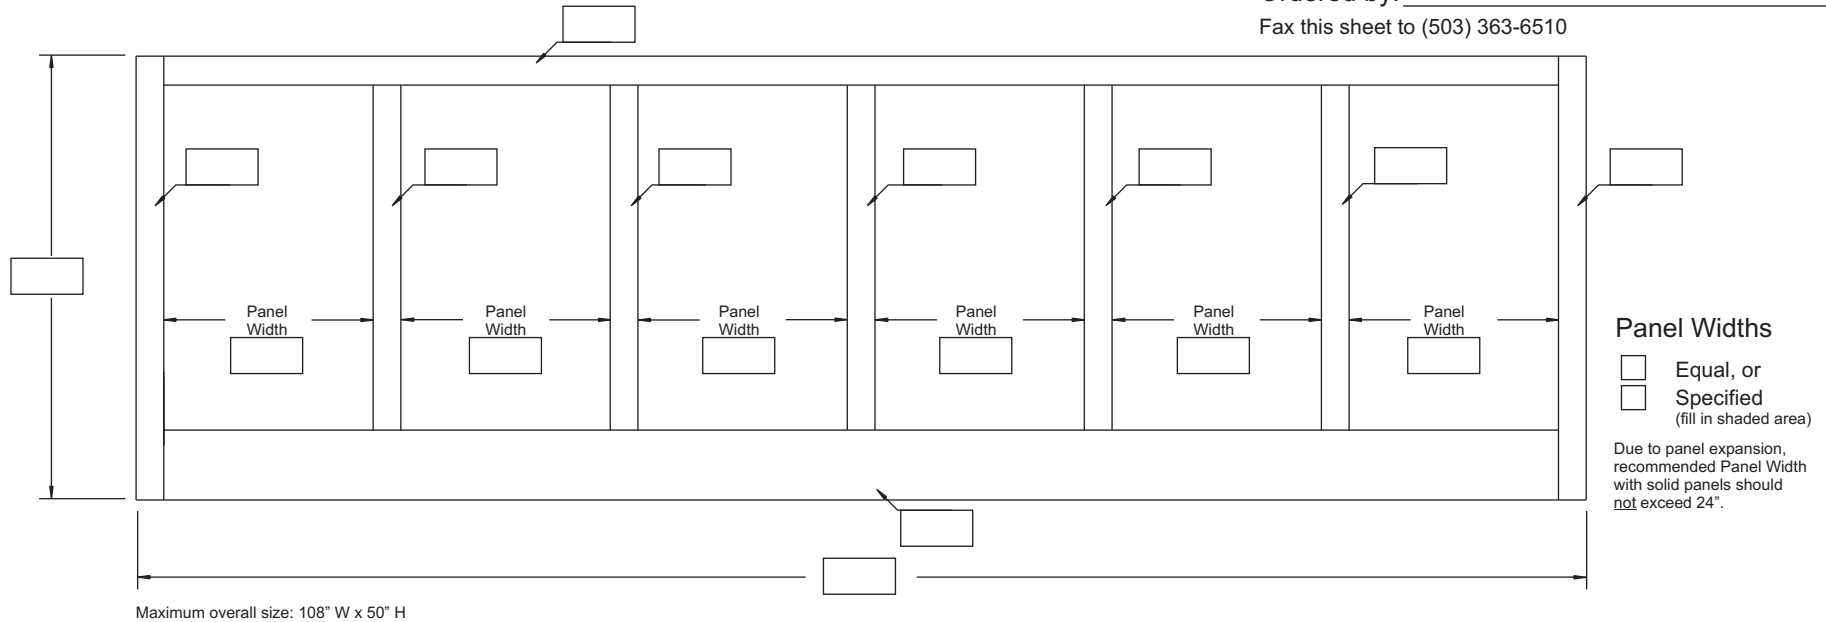 Ordered by:
Fax this sheet to (503) 363-6510
Panel
Width
Panel
Width
Panel
Width
Panel
Width
Panel
Width
Panel
Width
Panel Widths
Equal, or
Specified
(fill in shaded area)
Due to panel expansion,
recommended Panel Width
with solid panels should
not exceed 24”.
Maximum overall size: 108” W x 50” H